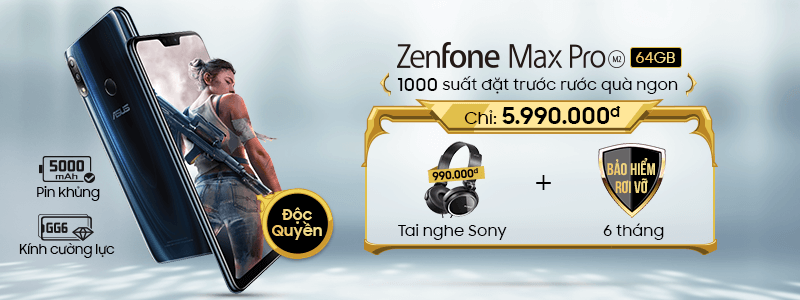 Zenfone Max Pro M2 64GB
1000 suất đặt trước rước quà ngon
Chỉ: 5.990.000đ
ASUS
5000
mAh
Pin khủng
GG6
Kính cường lực
Độc
Quyền
990.000đ
Tai nghe Sony
+
BẢO HIỂM
RƠI VỠ
6 tháng